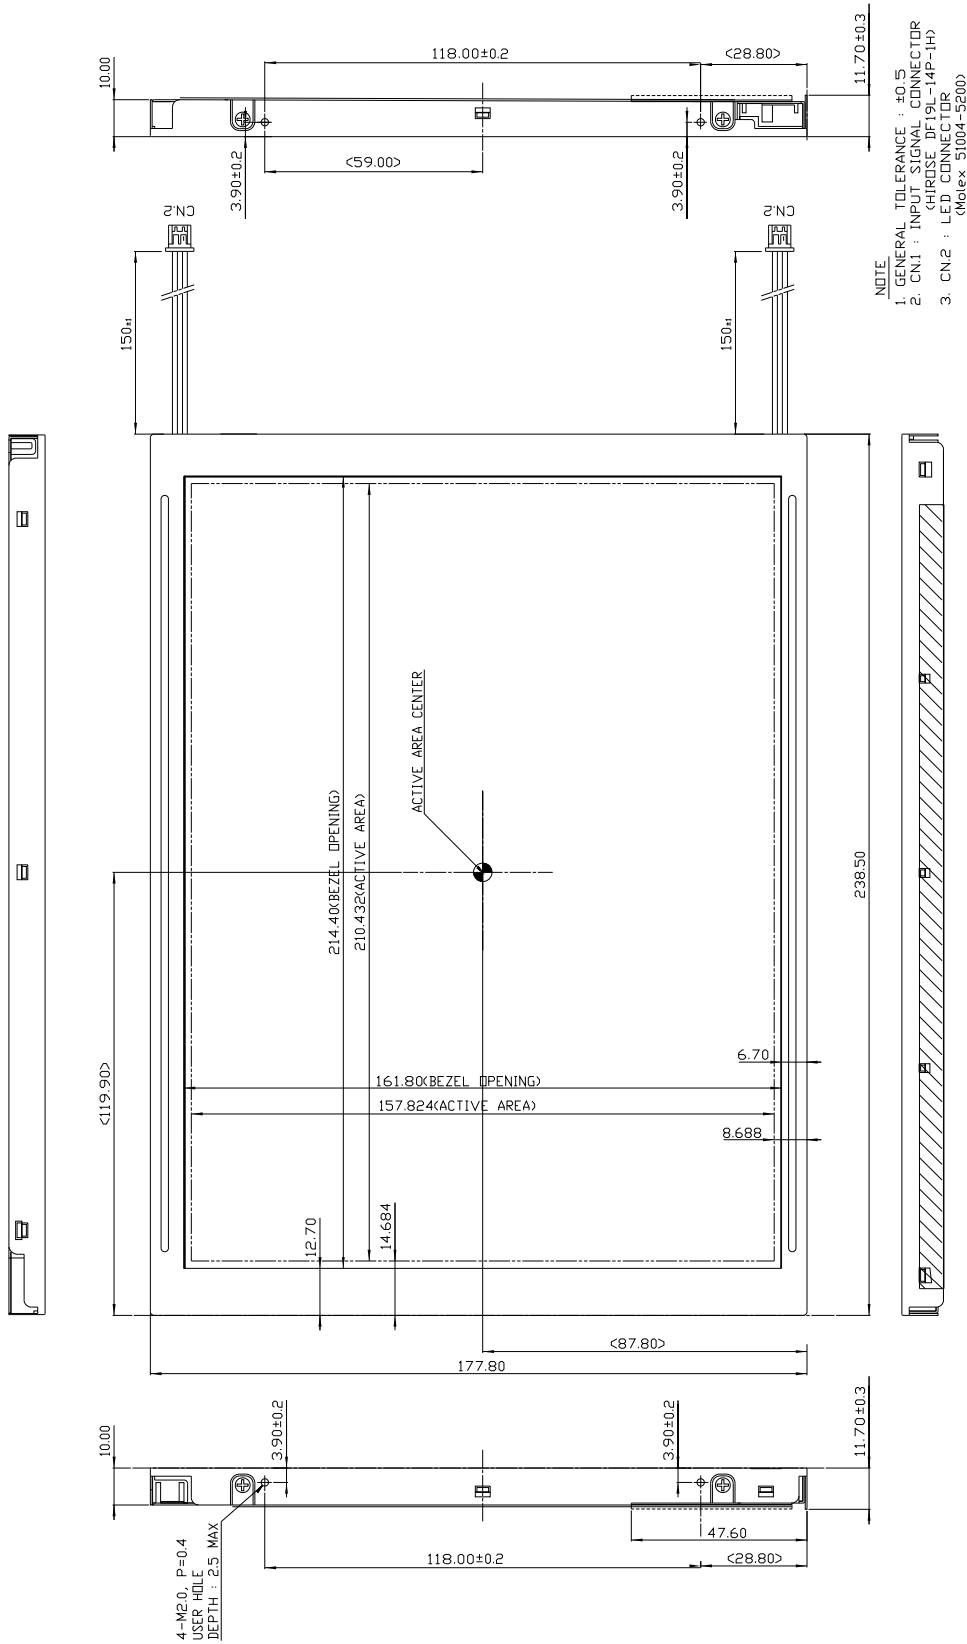 10.00
118.00±0.2
<28.80>
11.70±0.3
3.90±0.2
<59.00>
3.90±0.2
NOTE
1. GENERAL TOLERANCE : ±0.5
2. CN.1 : INPUT SIGNAL CONNECTOR
(HIROSE DF19L-14P-1H)
3. CN.2 : LED CONNECTOR
(Molex 51004-5200)
CN.2
CN.2
150±1
150±1
ACTIVE AREA CENTER
214.40(BEZEL OPENING)
210.432(ACTIVE AREA)
238.50
<119.90>
6.70
161.80(BEZEL OPENING)
157.824(ACTIVE AREA)
8.688
12.70
14.684
<87.80>
177.80
10.00
3.90±0.2
3.90±0.2
11.70±0.3
4-M2.0, P=0.4
USER HOLE
DEPTH : 2.5 MAX
47.60
118.00±0.2
<28.80>